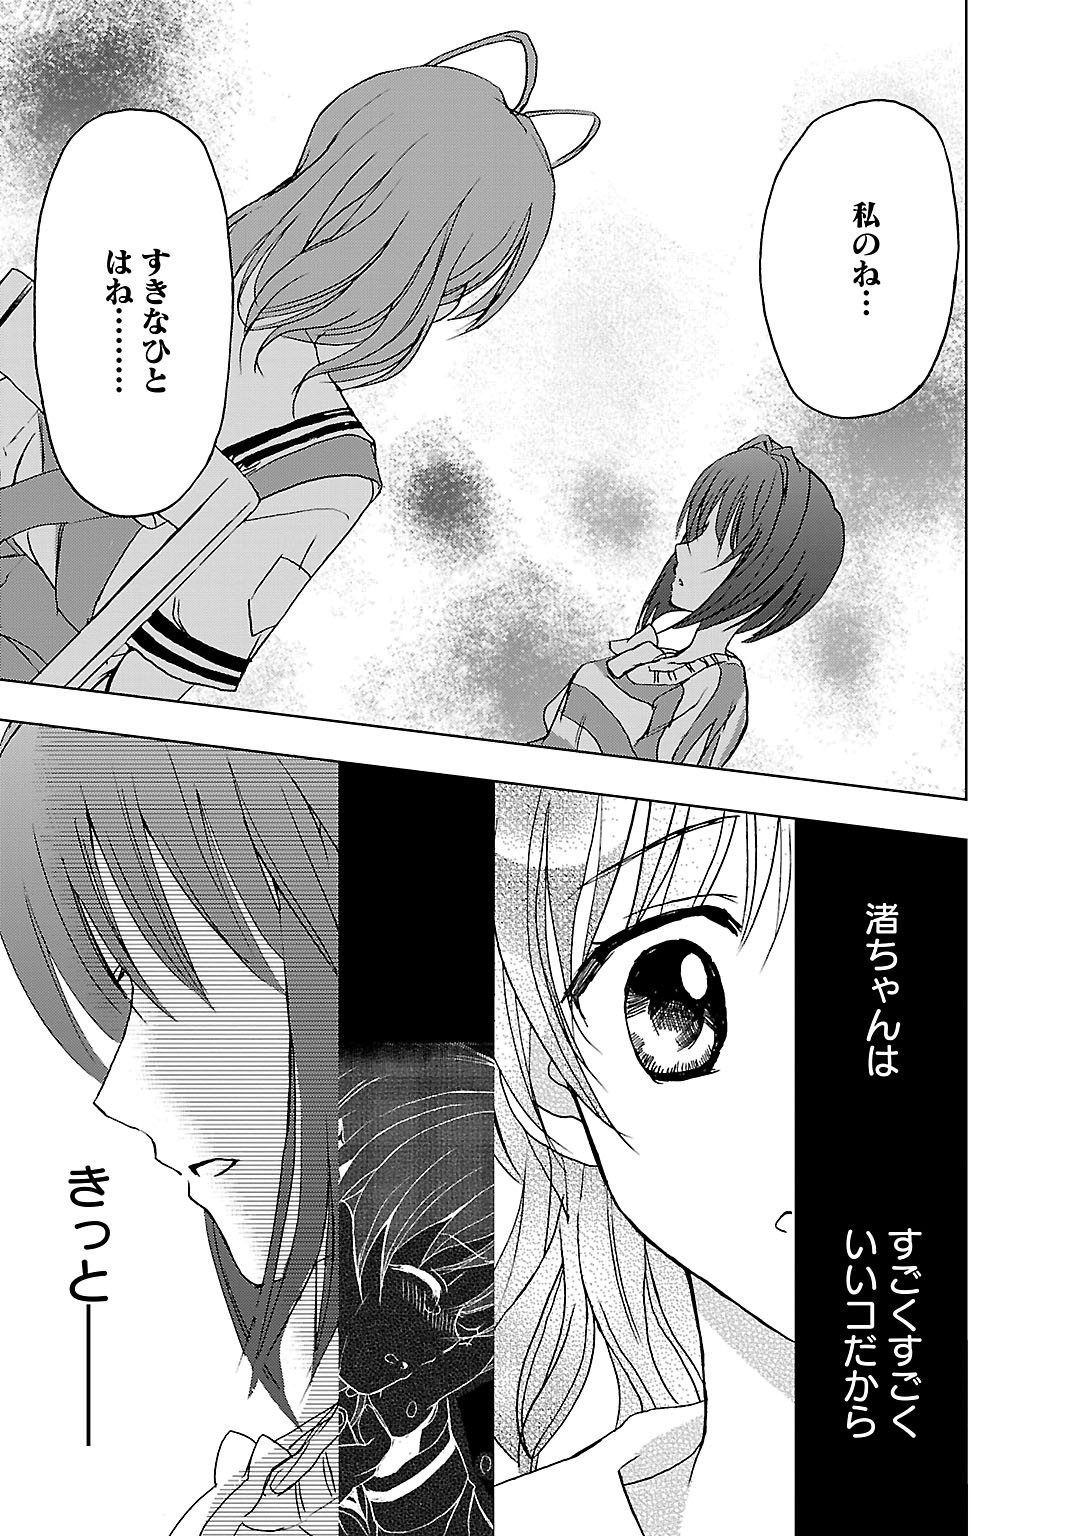 私のね…
すきなひと
はね………
渚ちゃんは
すごくすごく
いいコだから
きっと――